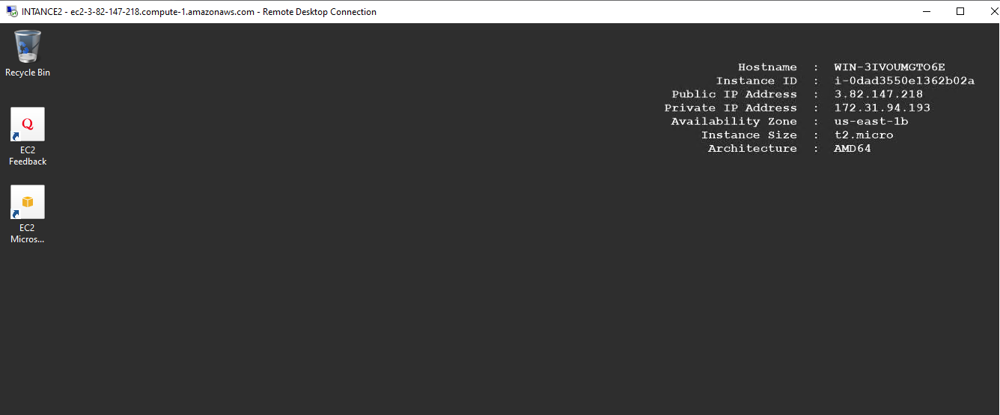 INTANCE2 - ec2-3-82-147-218.compute-1.amazonaws.com - Remote Desktop Connection
Recycle Bin
Q
EC2
Feedback
EC2
Micros...
Hostname : WIN-3IVOUMGTO6E
Instance ID : i-0dad3550e1362b02a
Public IP Address : 3.82.147.218
Private IP Address : 172.31.94.193
Availability Zone : us-east-1b
Instance Size : t2.micro
Architecture : AMD64